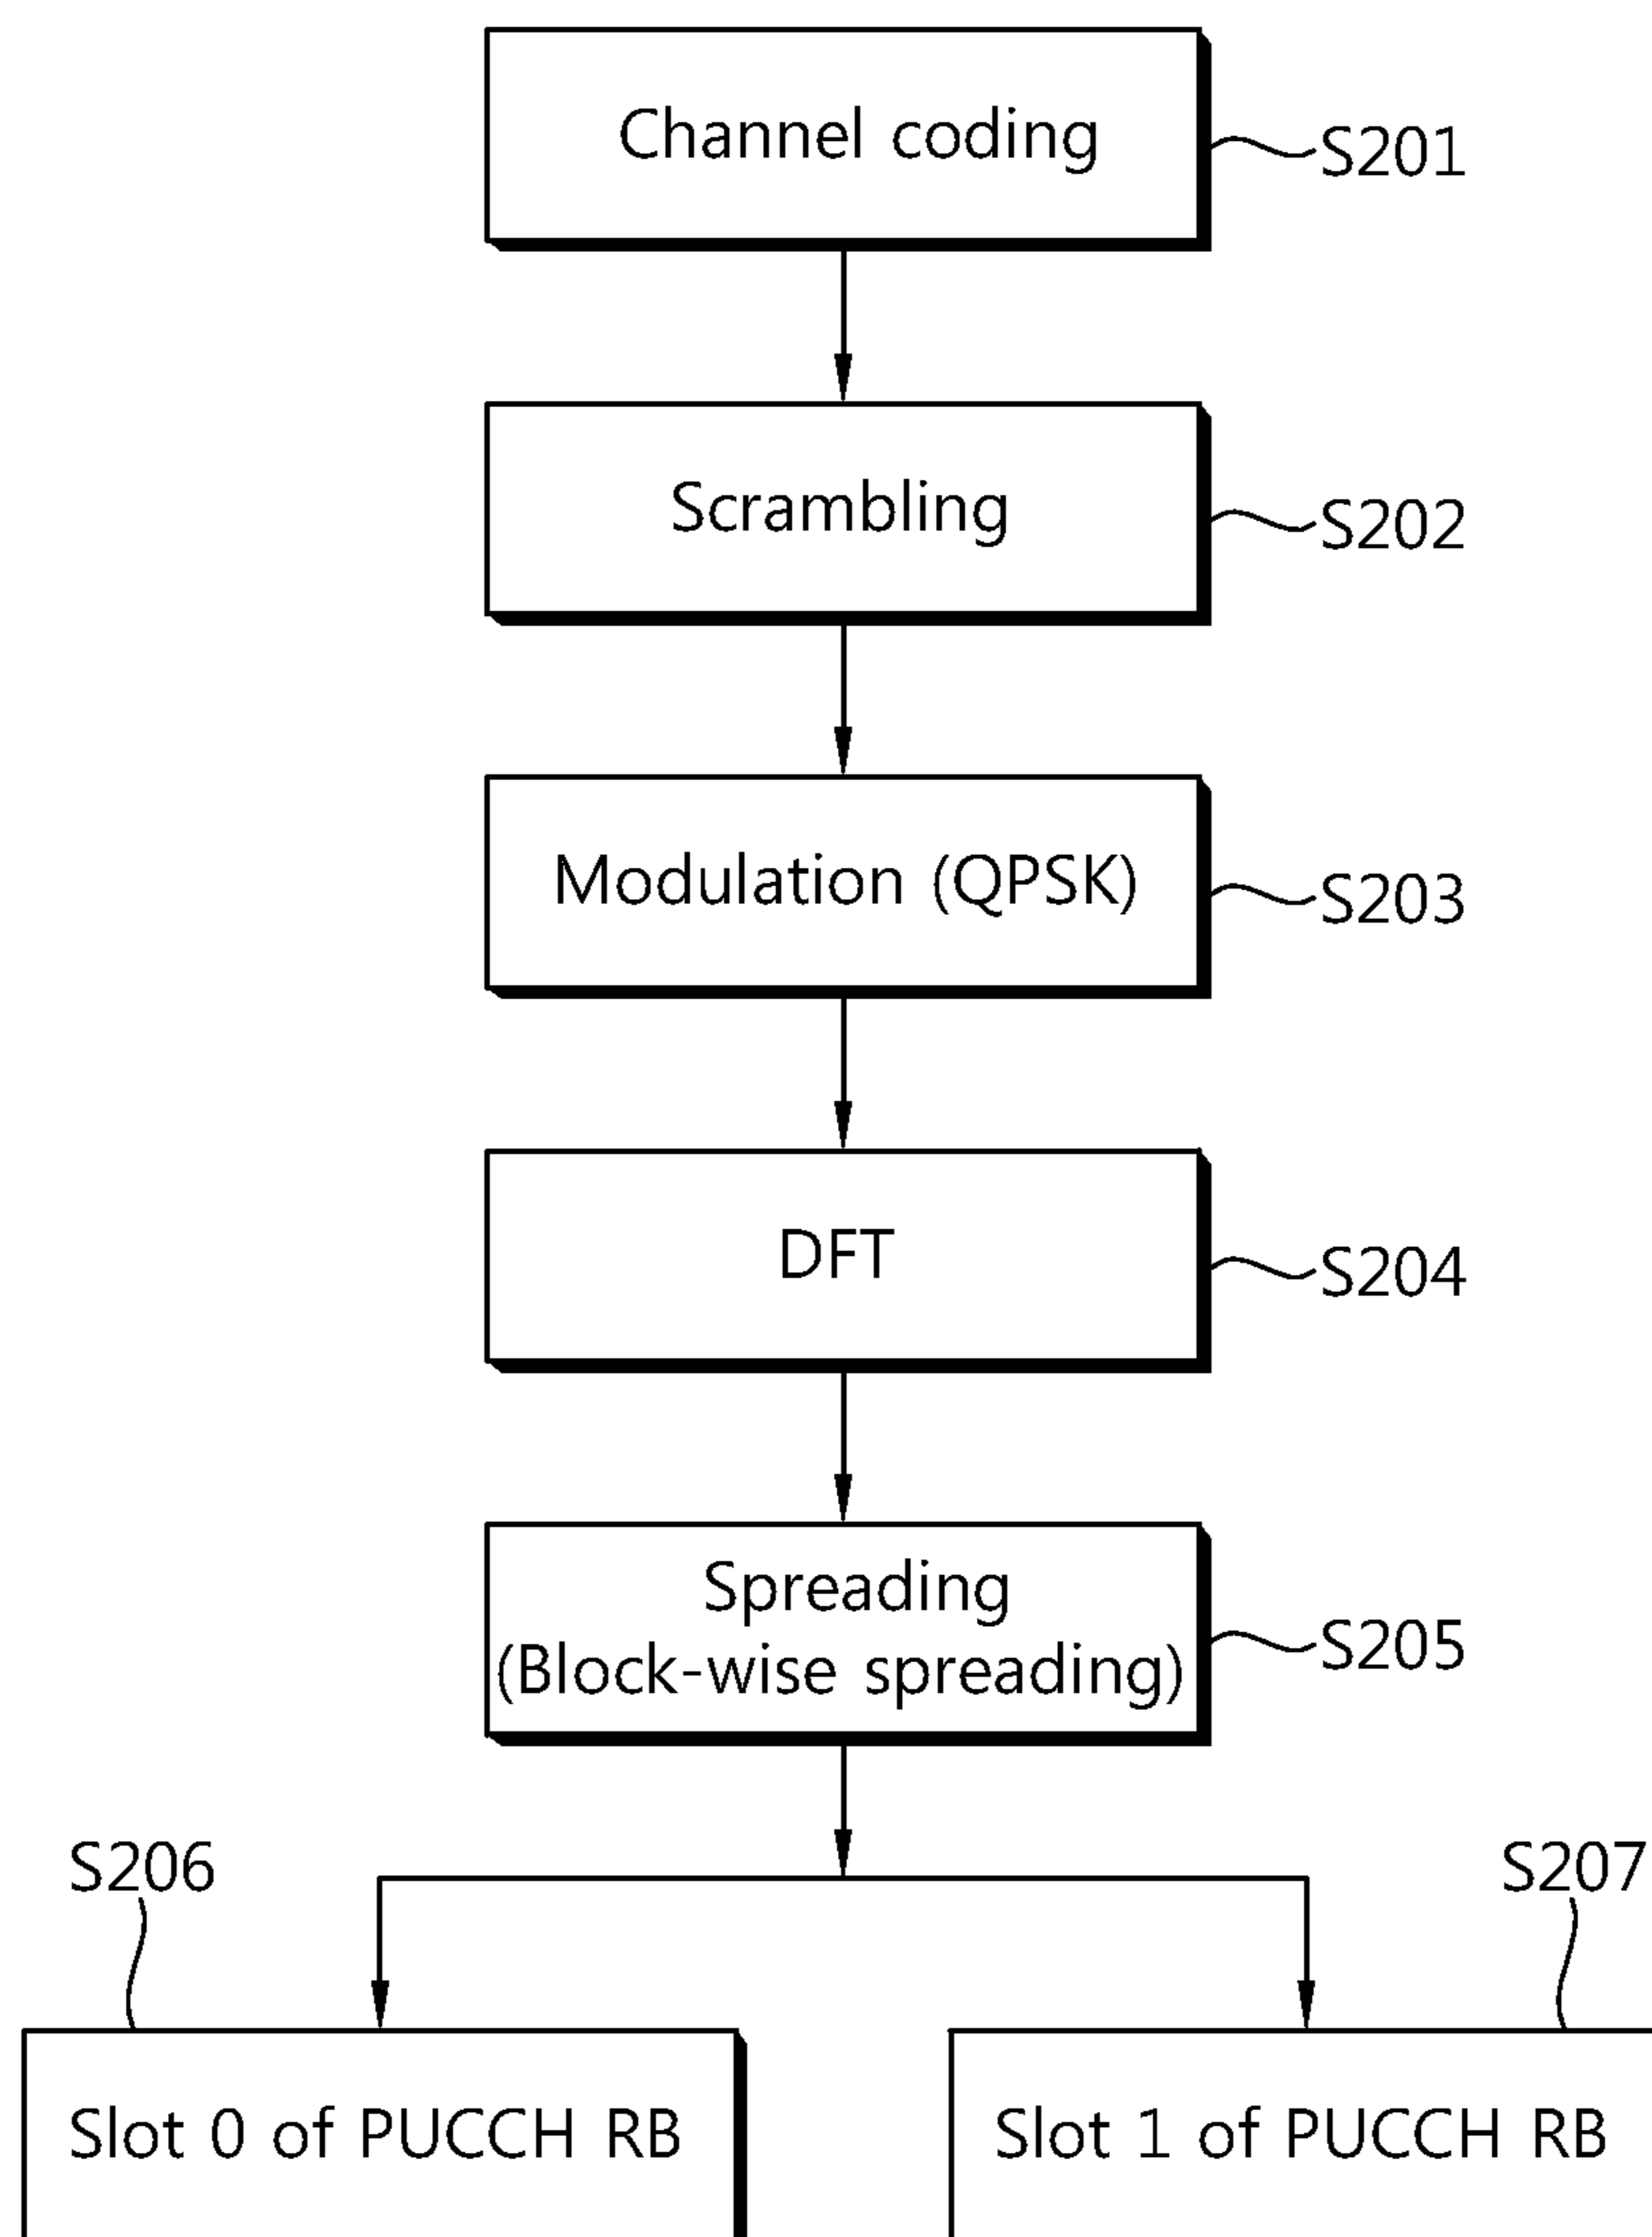 Channel coding
S201
Scrambling
S202
Modulation (QPSK)
S203
DFT
S204
Spreading
(Block-wise spreading)
S205
S206
S207
Slot 0 of PUCCH RB
Slot 1 of PUCCH RB